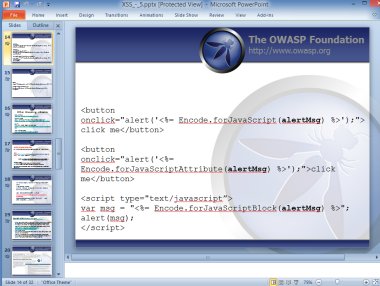 XSS_-_5.pptx [Protected View] - Microsoft PowerPoint
File Home Insert Design Transitions Animations Slide Show Review View Add-Ins
Slides Outline
14
15
16
17
18
19
20
The OWASP Foundation
http://www.owasp.org
<button
onclick="alert('<%= Encode.forJavaScript(alertMsg) %>');">
click me</button>
<button
onclick="alert('<%=
Encode.forJavaScriptAttribute(alertMsg) %>');">click
me</button>
<script type="text/javascript">
var msg = "<%= Encode.forJavaScriptBlock(alertMsg) %>";
alert(msg);
</script>
Slide 14 of 32 "Office Theme" 78%